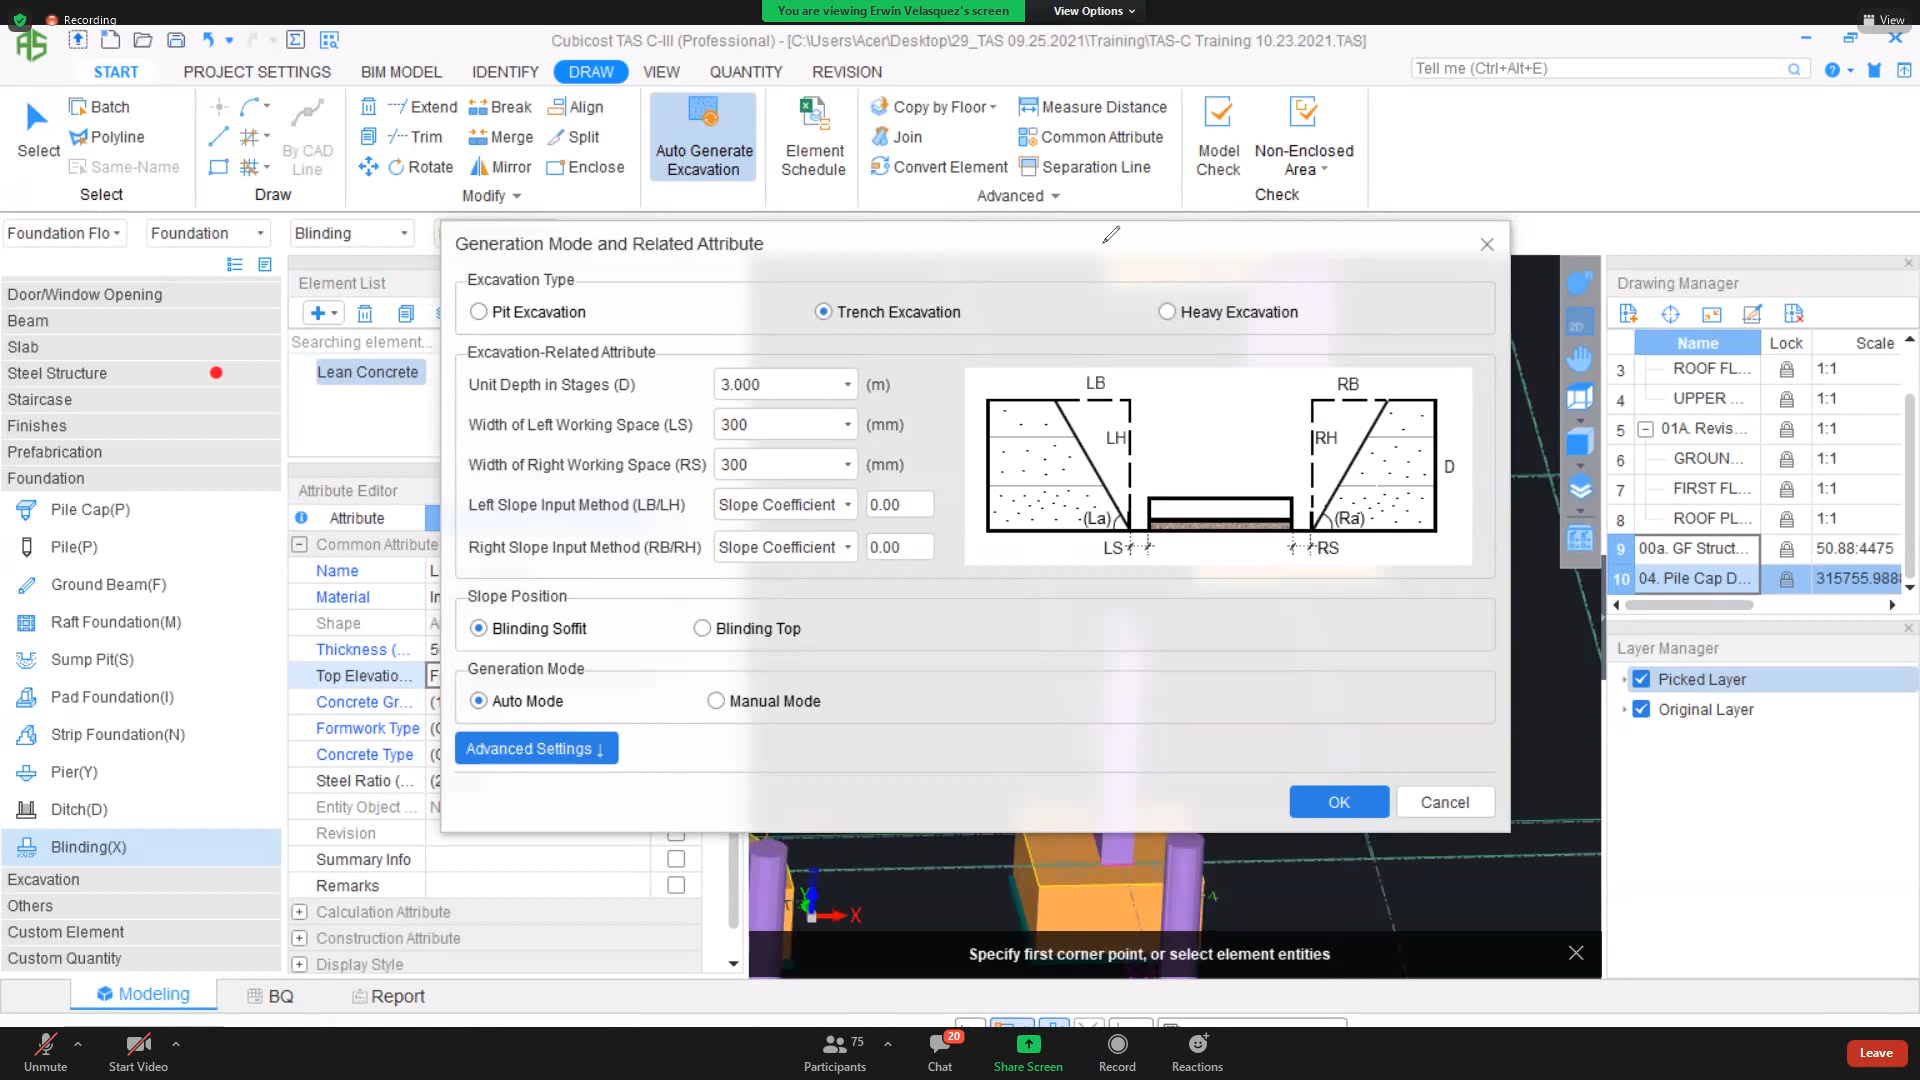 Recording
You are viewing Erwin Velasquez's screen
View Options
View
Cubicost TAS C-III (Professional) - [C:\Users\Acer\Desktop\29_TAS 09.25.2021\Training\TAS-C Training 10.23.2021.TAS]
START
PROJECT SETTINGS
BIM MODEL
IDENTIFY
DRAW
VIEW
QUANTITY
REVISION
Tell me (Ctrl+Alt+E)
Select
Batch
Polyline
Same-Name
Select
By CAD
Line
Draw
Extend
Break
Align
Trim
Merge
Split
Rotate
Mirror
Enclose
Modify
Auto Generate
Excavation
Element
Schedule
Copy by Floor
Measure Distance
Join
Common Attribute
Convert Element
Separation Line
Advanced
Model
Check
Non-Enclosed
Area
Check
Foundation Flo
Foundation
Blinding
Door/Window Opening
Beam
Slab
Steel Structure
Staircase
Finishes
Prefabrication
Foundation
Pile Cap(P)
Pile(P)
Ground Beam(F)
Raft Foundation(M)
Sump Pit(S)
Pad Foundation(I)
Strip Foundation(N)
Pier(Y)
Ditch(D)
Blinding(X)
Excavation
Others
Custom Element
Custom Quantity
Element List
Searching element...
Lean Concrete
Attribute Editor
Attribute
Common Attribute
Name
Material
Shape
Thickness (...
Top Elevatio...
Concrete Gr...
Formwork Type
Concrete Type
Steel Ratio (...
Entity Object ...
Revision
Summary Info
Remarks
Calculation Attribute
Construction Attribute
Display Style
Generation Mode and Related Attribute
Excavation Type
Pit Excavation
Trench Excavation
Heavy Excavation
Excavation-Related Attribute
Unit Depth in Stages (D)
3.000
(m)
Width of Left Working Space (LS)
300
(mm)
Width of Right Working Space (RS)
300
(mm)
Left Slope Input Method (LB/LH)
Slope Coefficient
0.00
Right Slope Input Method (RB/RH)
Slope Coefficient
0.00
LB
RB
LH
RH
D
(La)
(Ra)
LS
RS
Slope Position
Blinding Soffit
Blinding Top
Generation Mode
Auto Mode
Manual Mode
Advanced Settings ↓
OK
Cancel
X
Specify first corner point, or select element entities
2D
Drawing Manager
Name
Lock
Scale
3 ROOF FL... 1:1
4 UPPER ... 1:1
5 01A. Revis... 1:1
6 GROUN... 1:1
7 FIRST FL... 1:1
8 ROOF PL... 1:1
9 00a. GF Struct... 50.88:4475
10 04. Pile Cap D... 315755.988
Layer Manager
Picked Layer
Original Layer
Modeling
BQ
Report
Unmute
Start Video
Participants
75
Chat
20
Share Screen
Record
Reactions
Leave